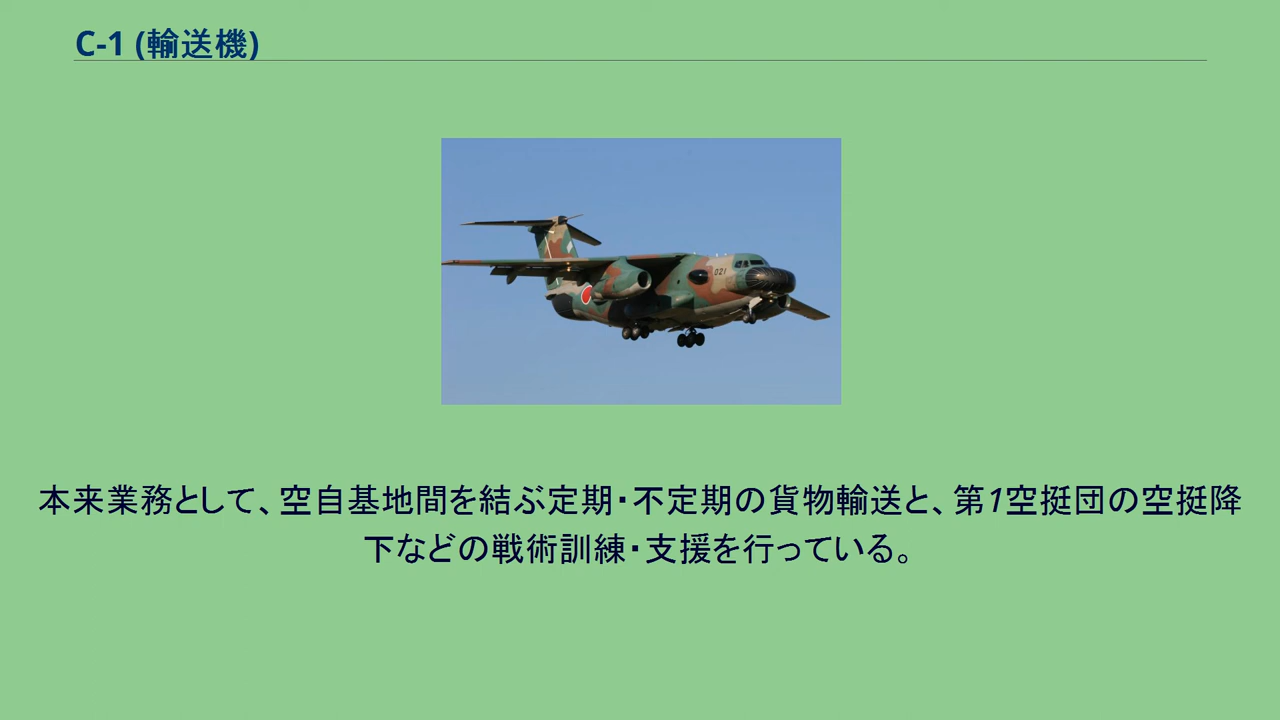 C-1 (輸送機)
021
本来業務として、空自基地間を結ぶ定期・不定期の貨物輸送と、第1空挺団の空挺降
下などの戦術訓練・支援を行っている。